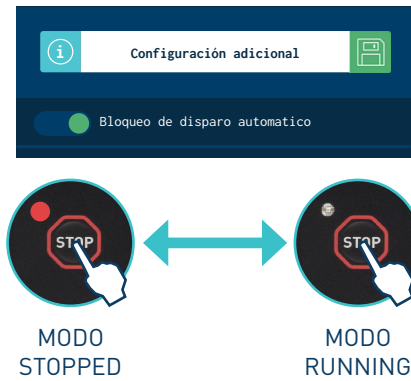 i
Configuración adicional
Bloqueo de disparo automatico
STOP
STOP
MODO
STOPPED
MODO
RUNNING